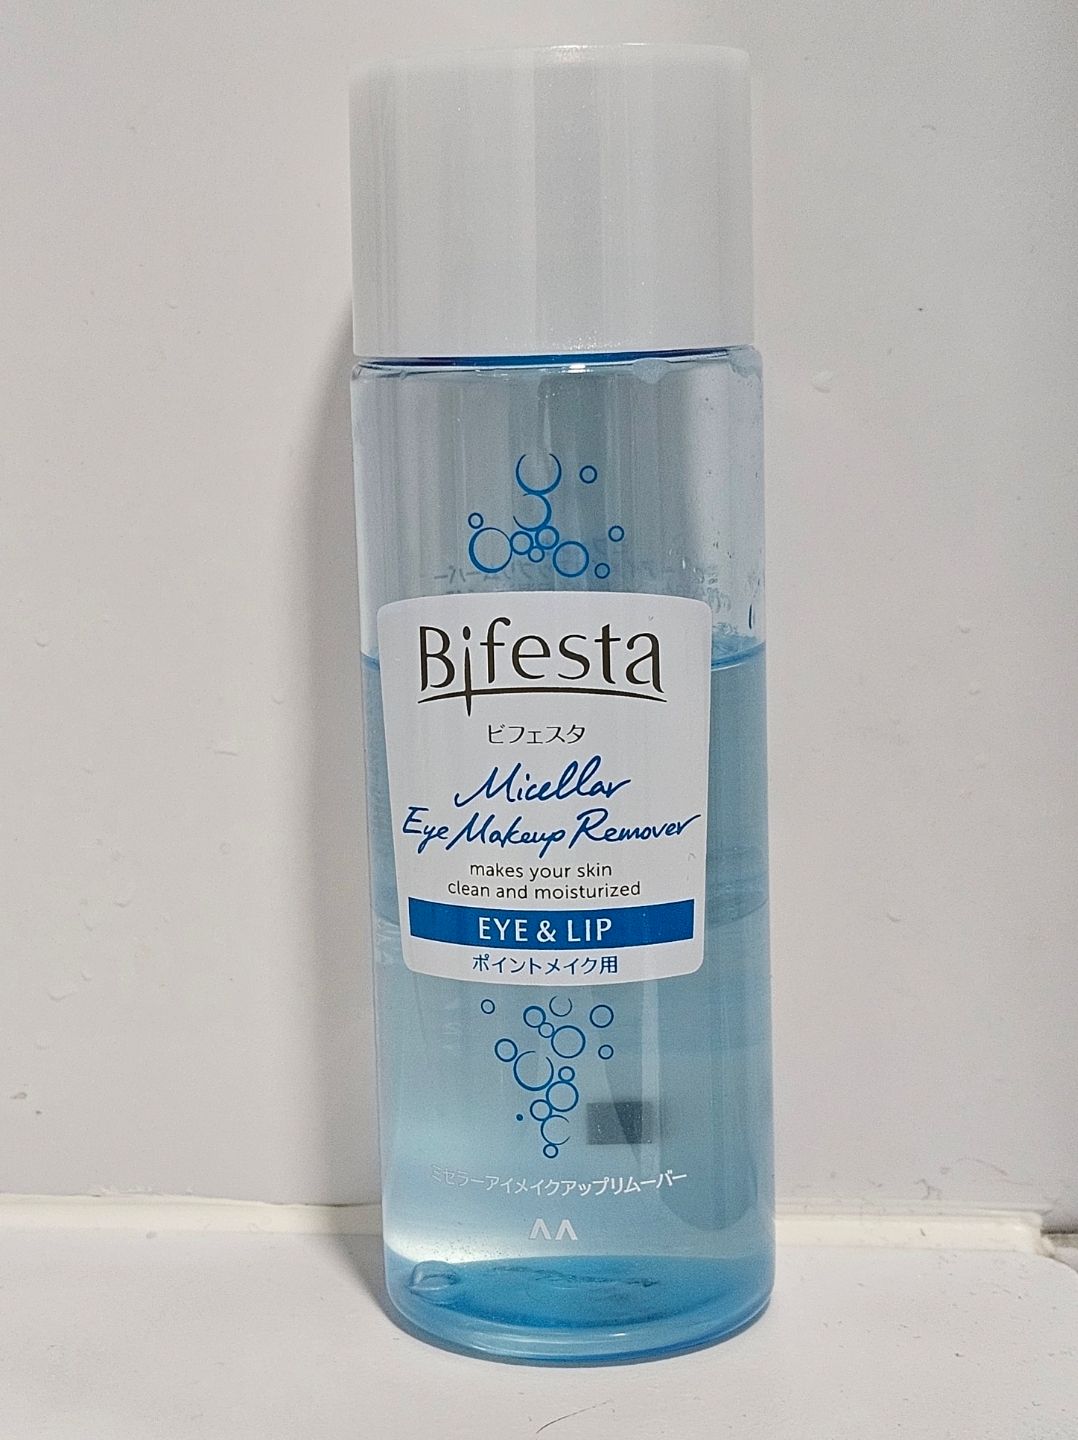 Bifesta
ビフェスタ
Micellar
Eye Makeup Remover
makes your skin
clean and moisturized
EYE & LIP
ポイントメイク用
ミセラーアイメイクアップリムーバー